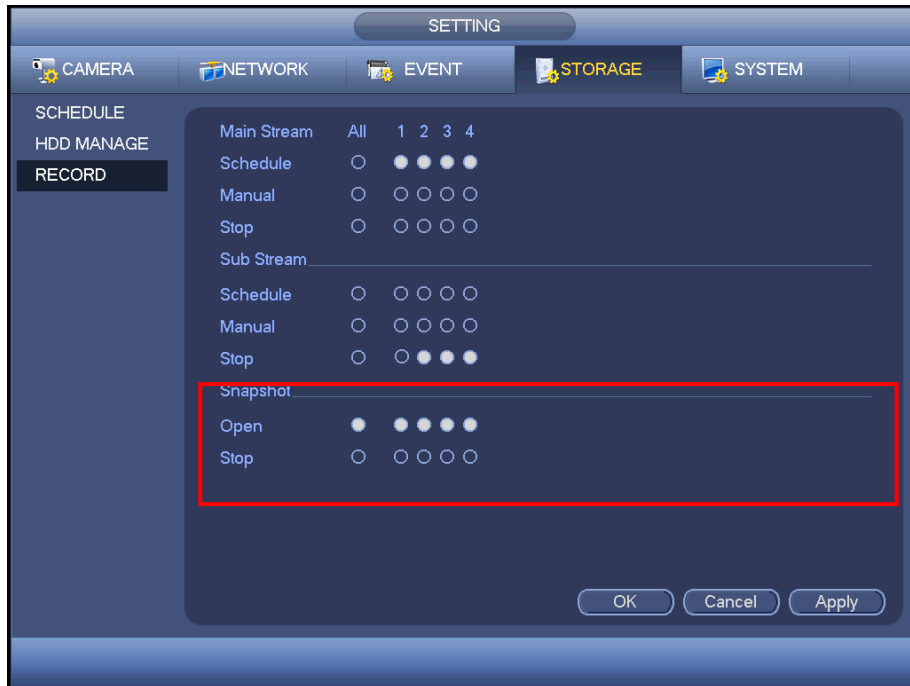 SETTING
CAMERA NETWORK EVENT STORAGE SYSTEM
SCHEDULE
HDD MANAGE
RECORD
Main Stream All 1 2 3 4
Schedule
Manual
Stop
Sub Stream
Schedule
Manual
Stop
Snapshot
Open
Stop
OK Cancel Apply